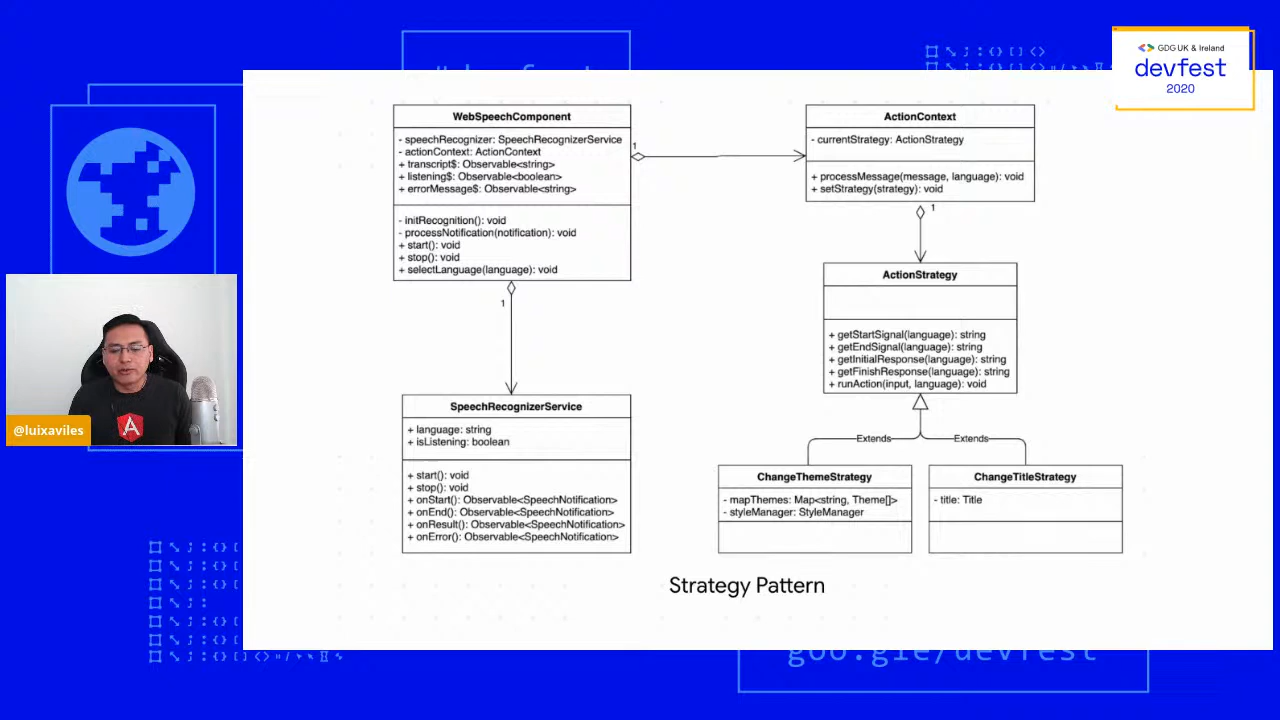 GDG UK & Ireland
devfest
2020
WebSpeechComponent
- speechRecognizer: SpeechRecognizerService
- actionContext: ActionContext
+ transcript$: Observable<string>
+ listening$: Observable<boolean>
+ errorMessage$: Observable<string>
- initRecognition(): void
- processNotification(notification): void
+ start(): void
+ stop(): void
+ selectLanguage(language): void
1
ActionContext
- currentStrategy: ActionStrategy
+ processMessage(message, language): void
+ setStrategy(strategy): void
1
ActionStrategy
+ getStartSignal(language): string
+ getEndSignal(language): string
+ getInitialResponse(language): string
+ getFinishResponse(language): string
+ runAction(input, language): void
1
SpeechRecognizerService
+ language: string
+ isListening: boolean
+ start(): void
+ stop(): void
+ onStart(): Observable<SpeechNotification>
+ onEnd(): Observable<SpeechNotification>
+ onResult(): Observable<SpeechNotification>
+ onError(): Observable<SpeechNotification>
Extends
Extends
ChangeThemeStrategy
- mapThemes: Map<string, Theme[]>
- styleManager: StyleManager
ChangeTitleStrategy
- title: Title
Strategy Pattern
@luixaviles
goo.gle/devfest